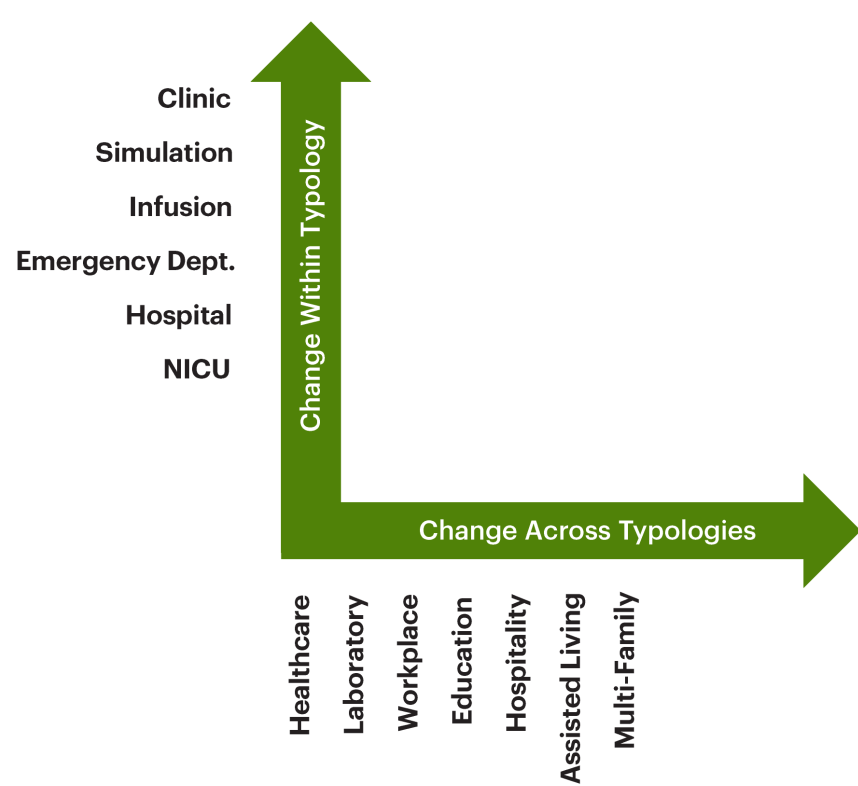 Clinic
Simulation
Infusion
Emergency Dept.
Hospital
NICU
Change Within Typology
Change Across Typologies
Healthcare
Laboratory
Workplace
Education
Hospitality
Assisted Living
Multi-Family